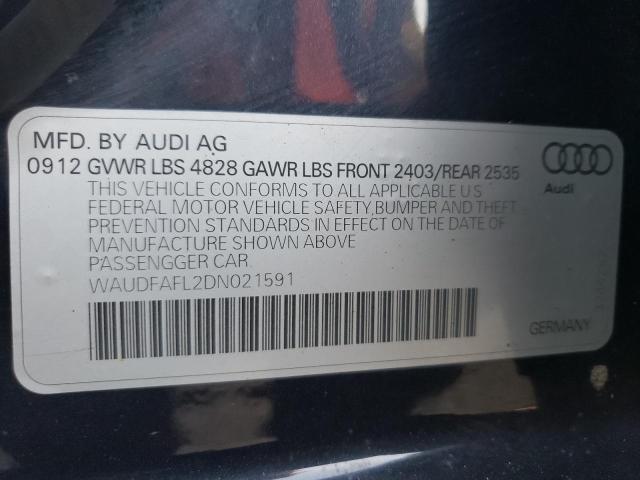 MFD. BY AUDI AG
0912 GVWR LBS 4828 GAWR LBS FRONT 2403/REAR 2535
THIS VEHICLE CONFORMS TO ALL APPLICABLE U S
FEDERAL MOTOR VEHICLE SAFETY,BUMPER AND THEFT
PREVENTION STANDARDS IN EFFECT ON THE DATE OF
MANUFACTURE SHOWN ABOVE
PASSENGGER CAR
WAUDFAFL2DN021591
Audi
GERMANY